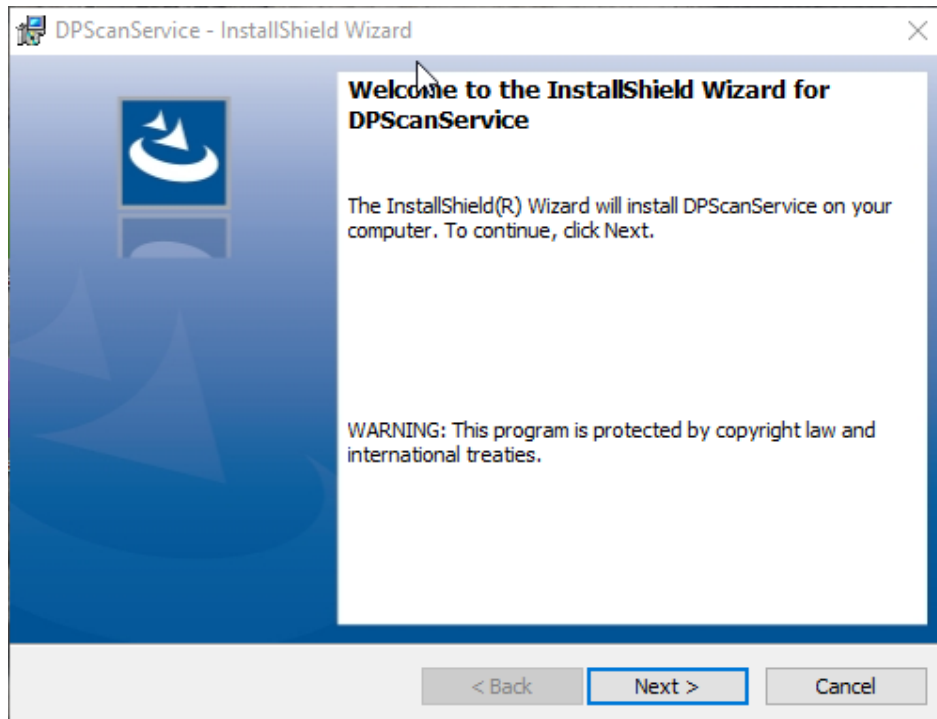 DPScanService - InstallShield Wizard
Welcome to the InstallShield Wizard for
DPScanService
The InstallShield(R) Wizard will install DPScanService on your
computer. To continue, click Next.
WARNING: This program is protected by copyright law and
international treaties.
< Back
Next >
Cancel